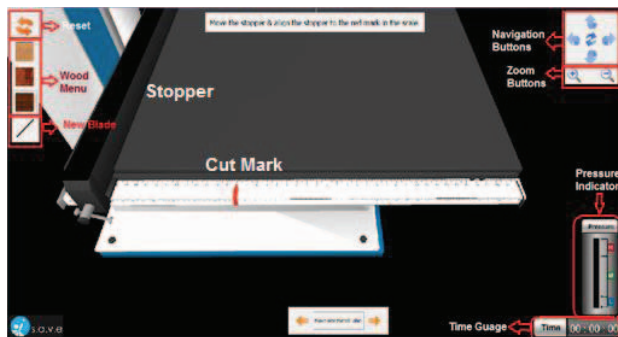 Reset
Move the stopper & align the stopper to the red mark in the scale
Navigation
Buttons
Wood
Menu
Zoom
Buttons
Stopper
New Blade
Cut Mark
Pressure
Indicator
Pressure
s.a.v.e
Time Guage
Time
00 : 00 : 00